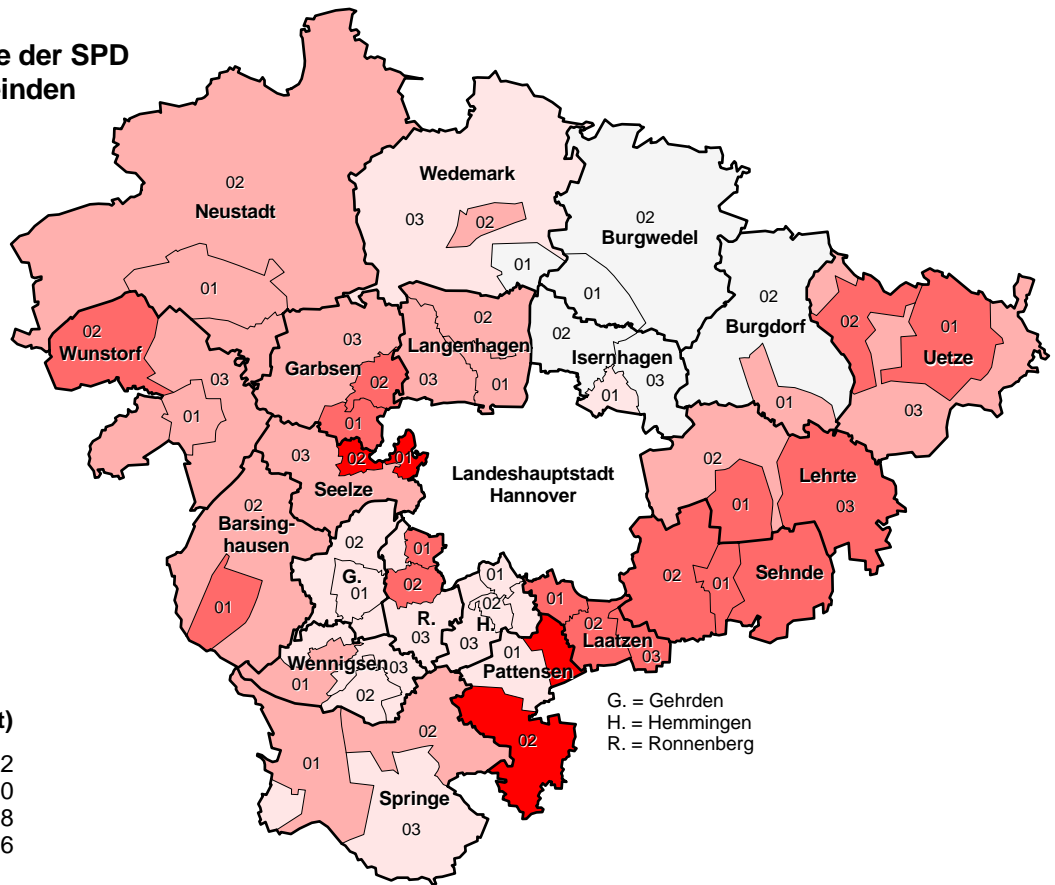 e der SPD
inden
Wedemark
02
03
02
01
Neustadt
02
01
Burgwedel
02
01
Burgdorf
02
01
Uetze
02
01
03
Wunstorf
02
03
01
Garbsen
03
02
01
Langenhagen
02
03
01
Isernhagen
02
03
01
Seelze
03
02
01
Landeshauptstadt
Hannover
Lehrte
02
01
03
Barsing-
hausen
02
01
G.
02
01
R.
01
02
03
H.
01
02
03
Laatzen
01
02
03
Sehnde
02
01
Wennigsen
01
03
02
Pattensen
01
02
Springe
02
01
03
G. = Gehrden
H. = Hemmingen
R. = Ronnenberg
t)
2
0
8
6